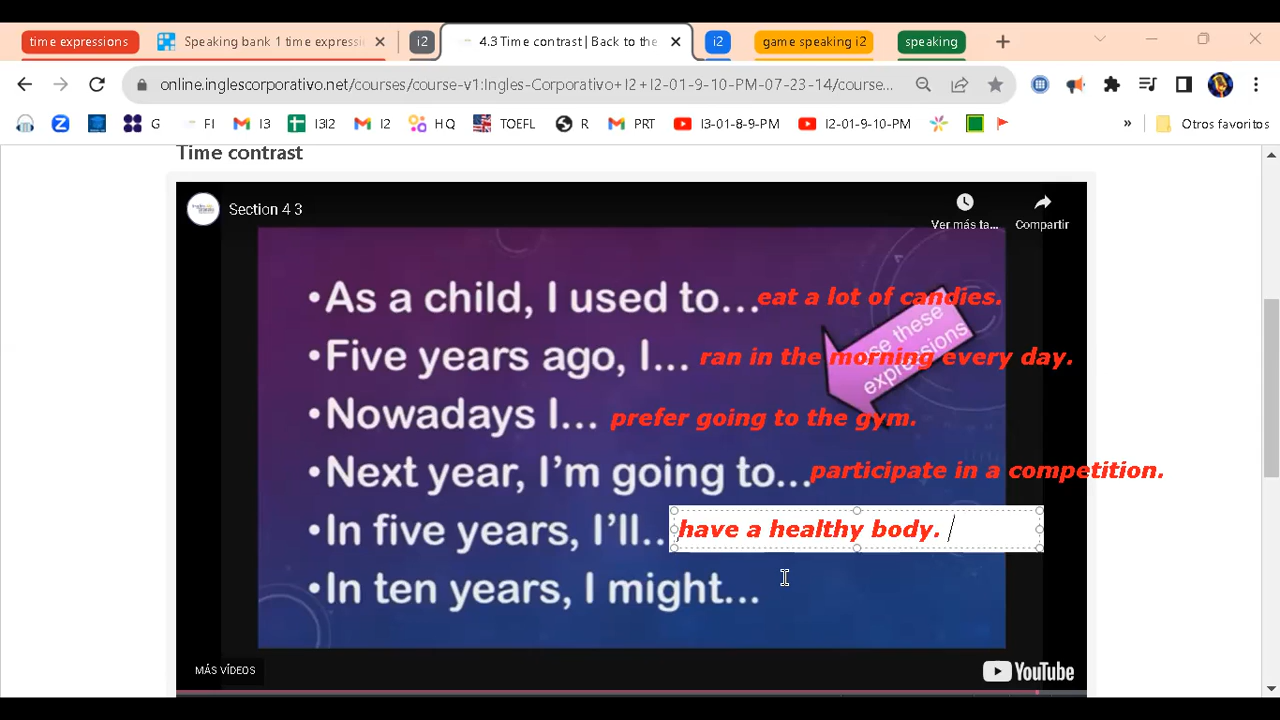 time expressions
Speaking bank 1 time expressi
i2
4.3 Time contrast | Back to the
i2
game speaking i2
speaking
online.inglescorporativo.net/courses/course-v1:Ingles-Corporativo+I2+I2-01-9-10-PM-07-23-14/course...
G
FI
I3
I3I2
I2
HQ
TOEFL
R
PRT
I3-01-8-9-PM
I2-01-9-10-PM
»
Otros favoritos
Time contrast
Section 4 3
Ver más ta...
Compartir
•As a child, I used to... eat a lot of candies.
•Five years ago, I... ran in the morning every day.
use these
expressions
•Nowadays I... prefer going to the gym.
•Next year, I'm going to... participate in a competition.
•In five years, I'll... have a healthy body.
•In ten years, I might...
MÁS VÍDEOS
YouTube